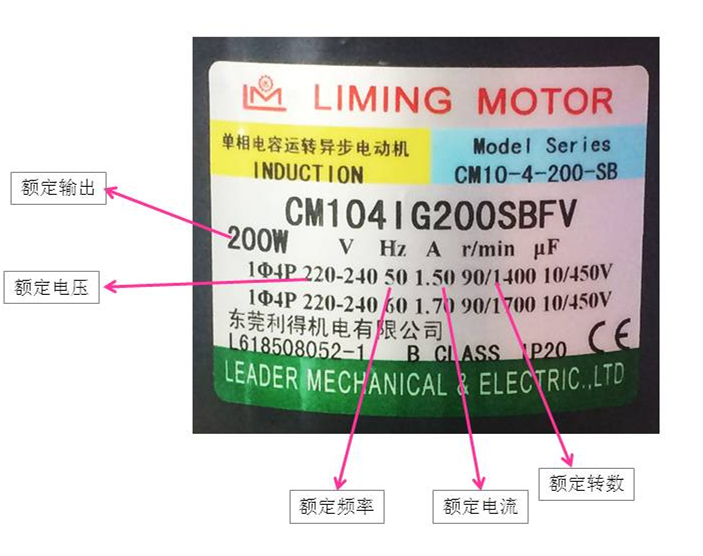 LM LIMING MOTOR
单相电容运转异步电动机
INDUCTION
Model Series
CM10-4-200-SB
额定输出
CM104IG200SBFV
200W V Hz A r/min μF
额定电压
1Φ4P 220-240 50 1.50 90/1400 10/450V
1Φ4P 220-240 60 1.70 90/1700 10/450V
东莞利得机电有限公司
L618508052-1 B CLASS IP20 CE
LEADER MECHANICAL & ELECTRIC.,LTD
额定频率 额定电流 额定转数